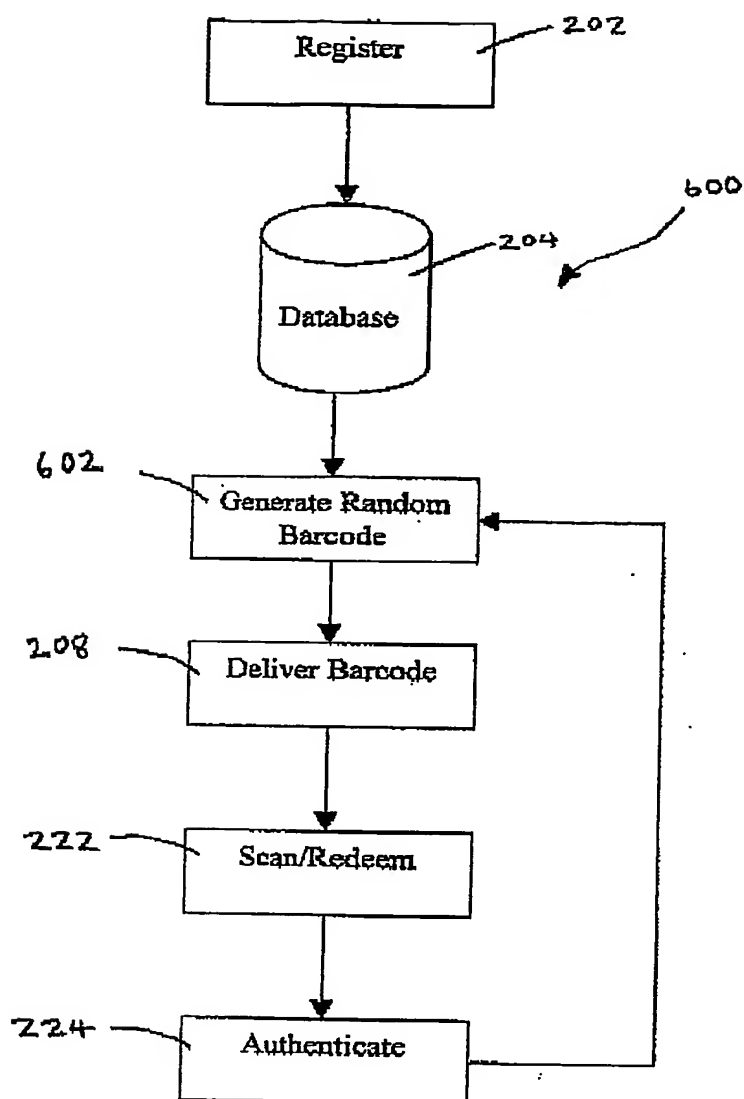 Register
202
600
204
Database
602
Generate Random
Barcode
208
Deliver Barcode
222
Scan/Redeem
224
Authenticate